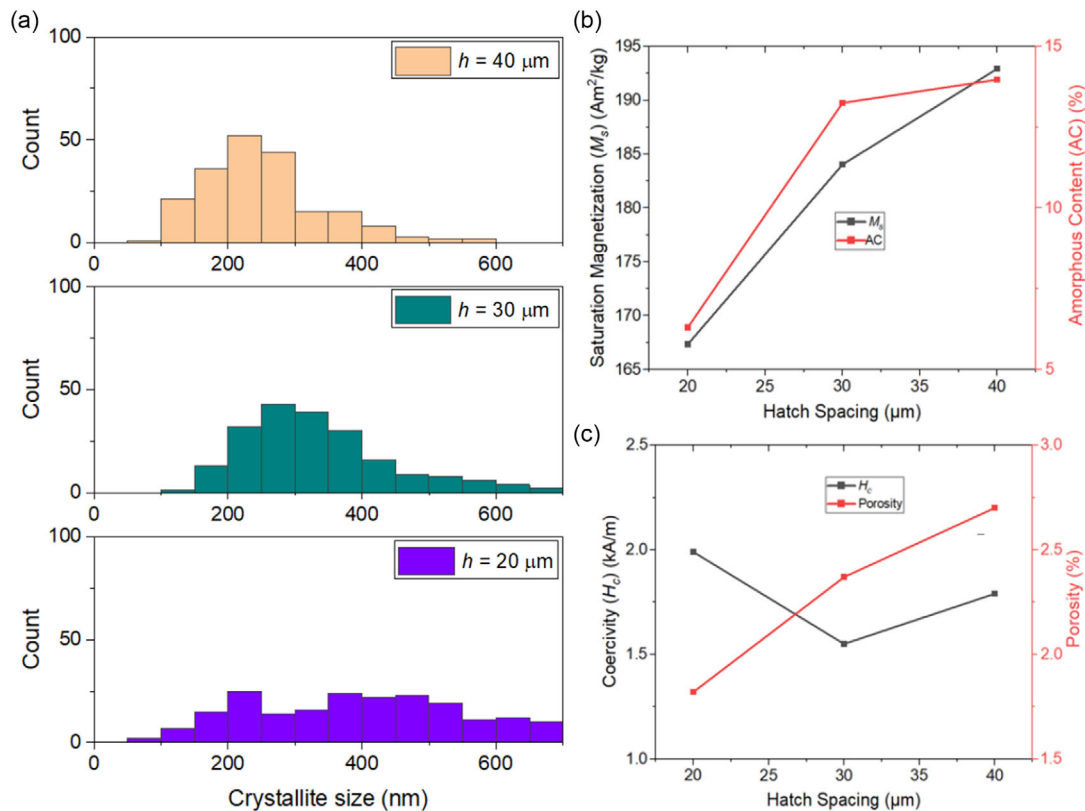 (a)
100
50
0
Count
h = 40 μm
0
200
400
600
100
50
0
Count
h = 30 μm
0
200
400
600
100
50
0
Count
h = 20 μm
0
200
400
600
Crystallite size (nm)
(b)
195
190
185
180
175
170
165
Saturation Magnetization (Ms) (Am²/kg)
Ms
AC
15
10
5
Amorphous Content (AC) (%)
20
25
30
35
40
Hatch Spacing (μm)
(c)
2.5
2.0
1.5
1.0
Coercivity (Hc) (kA/m)
Hc
Porosity
3.0
2.5
2.0
1.5
Porosity (%)
20
25
30
35
40
Hatch Spacing (μm)